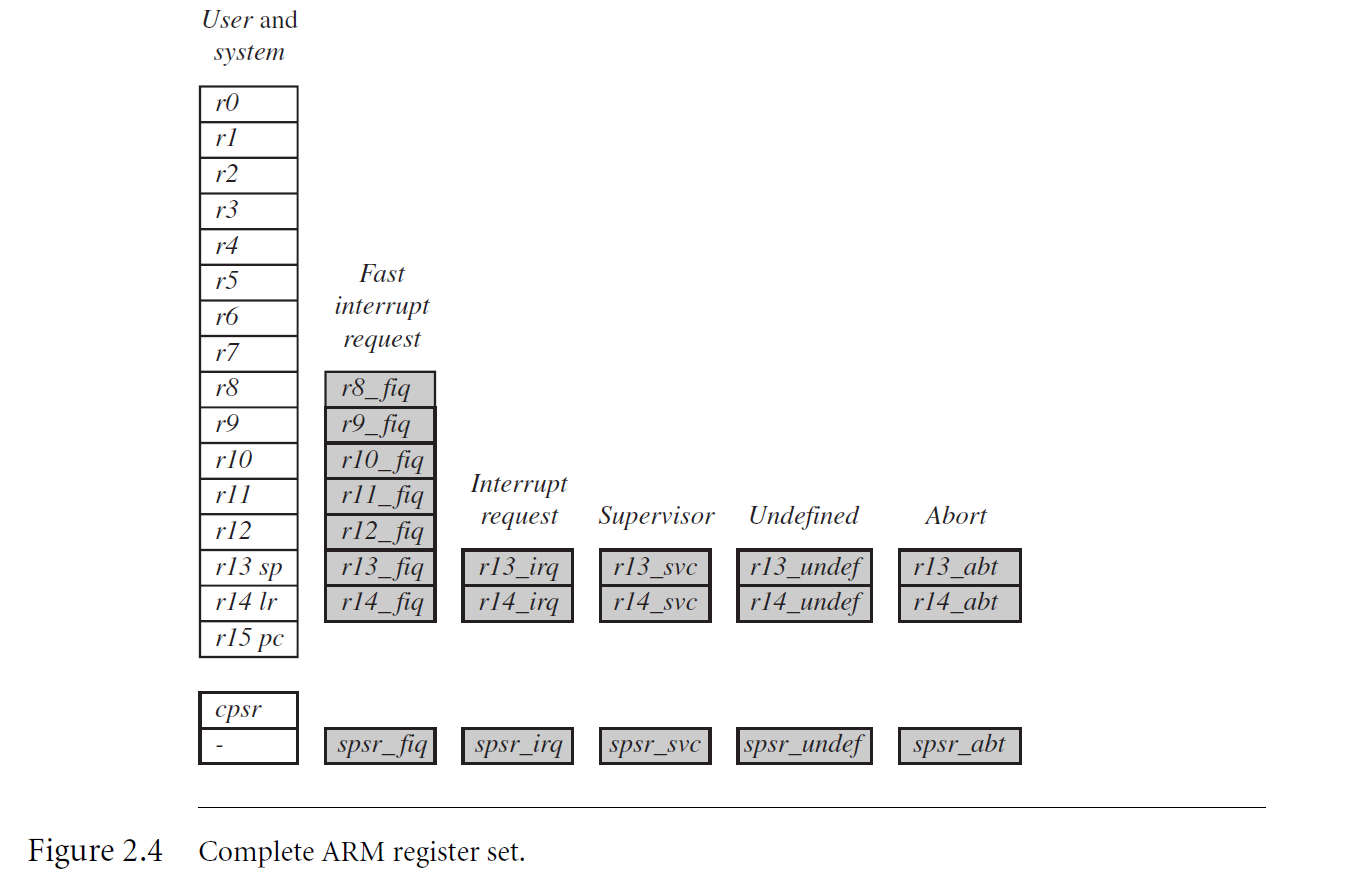 User and
system
r0
r1
r2
r3
r4
r5
r6
r7
r8
r9
r10
r11
r12
r13 sp
r14 lr
r15 pc
cpsr
-
Fast
interrupt
request
r8_fiq
r9_fiq
r10_fiq
r11_fiq
r12_fiq
r13_fiq
r14_fiq
spsr_fiq
Interrupt
request
r13_irq
r14_irq
spsr_irq
Supervisor
r13_svc
r14_svc
spsr_svc
Undefined
r13_undef
r14_undef
spsr_undef
Abort
r13_abt
r14_abt
spsr_abt
Figure 2.4 Complete ARM register set.